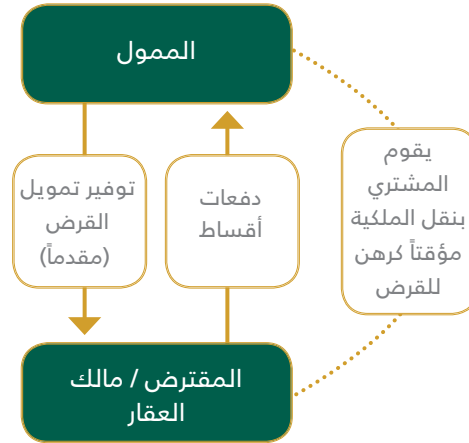 الممول
توفير تمويل
القرض
(مقدماً)
دفعات
أقساط
يقوم
المشتري
بنقل الملكية
مؤقتاً كرهن
للقرض
المقترض / مالك
العقار